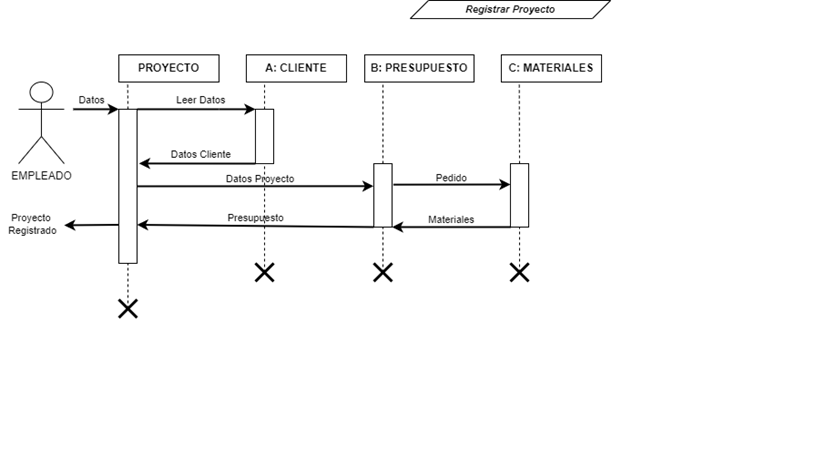 Registrar Proyecto
PROYECTO
A: CLIENTE
B: PRESUPUESTO
C: MATERIALES
Datos
Leer Datos
Datos Cliente
EMPLEADO
Datos Proyecto
Pedido
Proyecto
Registrado
Presupuesto
Materiales